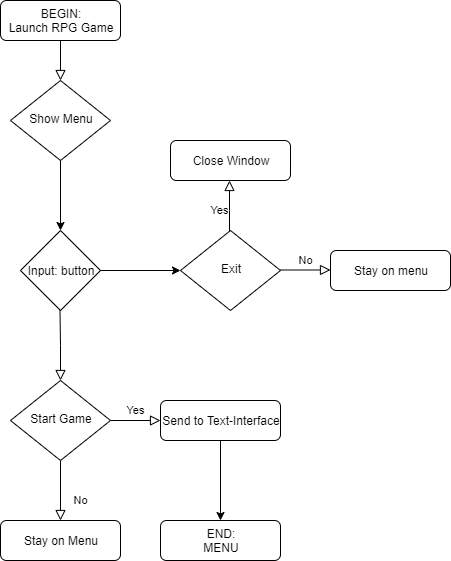 BEGIN:
Launch RPG Game
Show Menu
Close Window
Yes
Input: button
Exit
No
Stay on menu
Start Game
Yes
Send to Text-Interface
No
Stay on Menu
END:
MENU